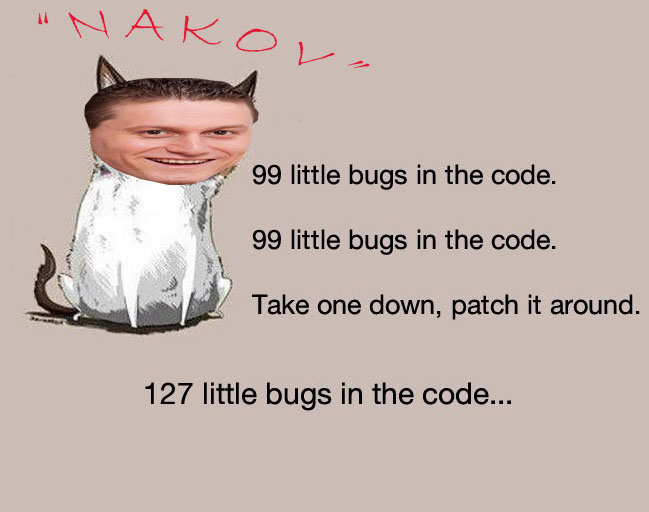 "NAKOV"
99 little bugs in the code.
99 little bugs in the code.
Take one down, patch it around.
127 little bugs in the code...